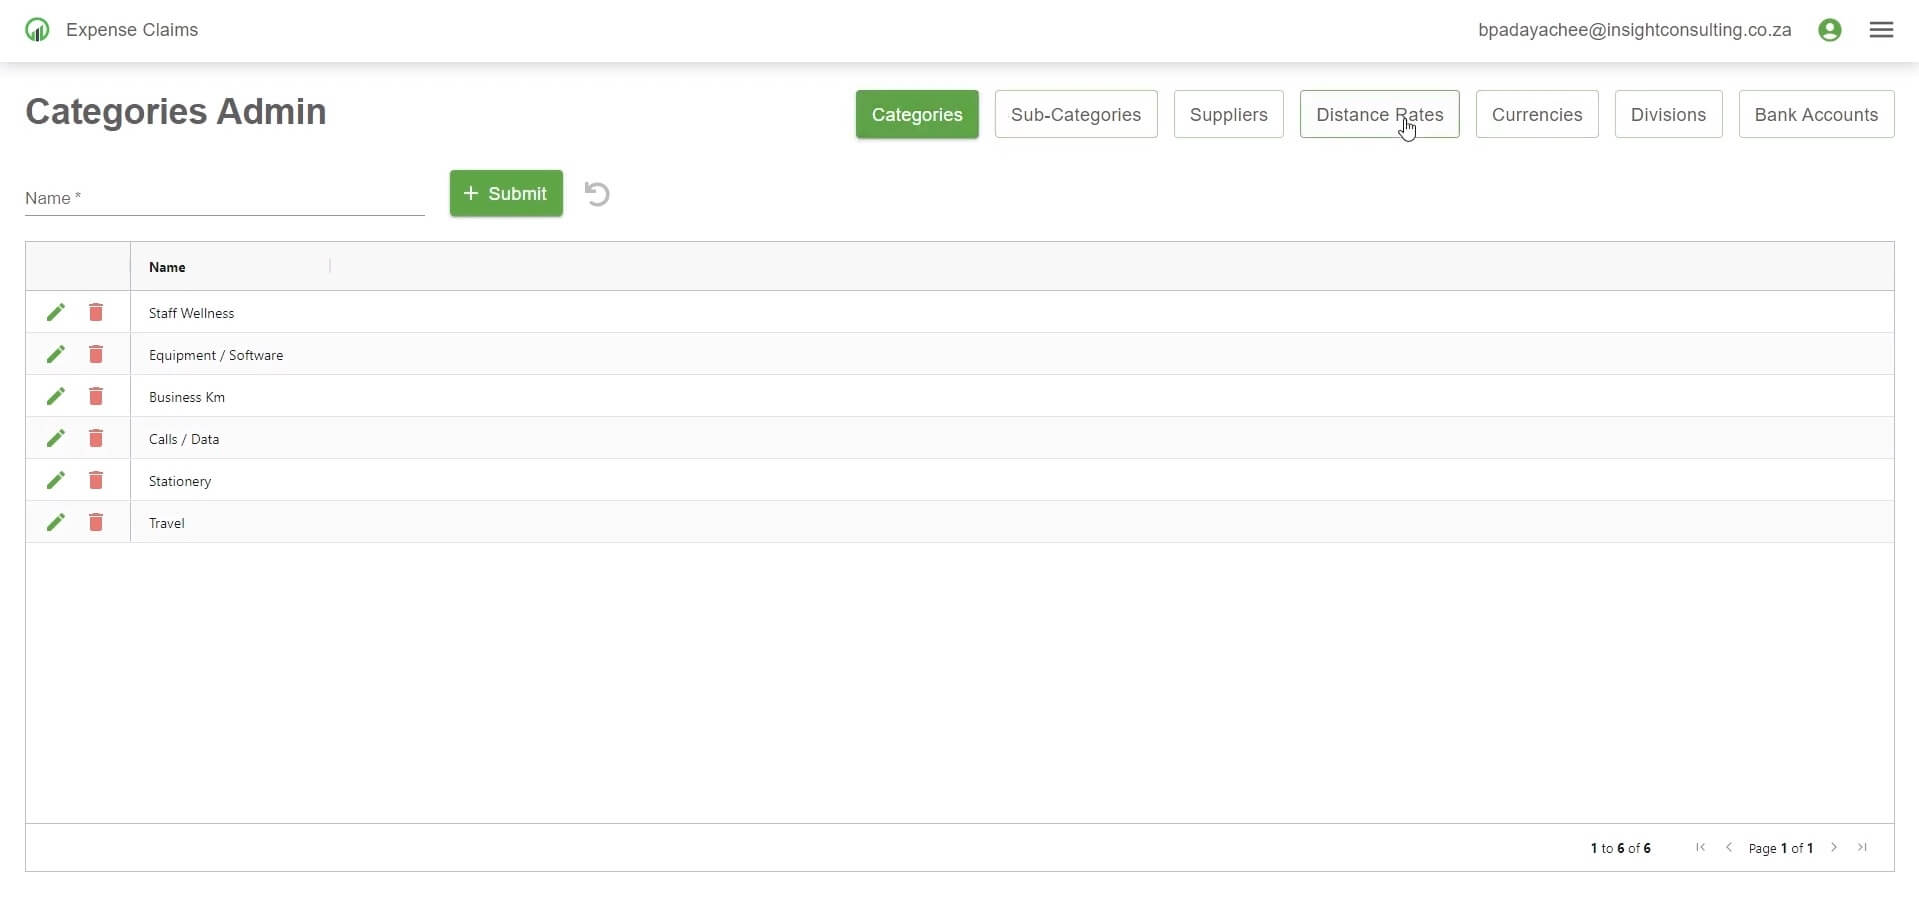 Expense Claims
bpadayachee@insightconsulting.co.za
Categories Admin
Categories
Sub-Categories
Suppliers
Distance Rates
Currencies
Divisions
Bank Accounts
Name *
+ Submit
Name
Staff Wellness
Equipment / Software
Business Km
Calls / Data
Stationery
Travel
1 to 6 of 6
Page 1 of 1